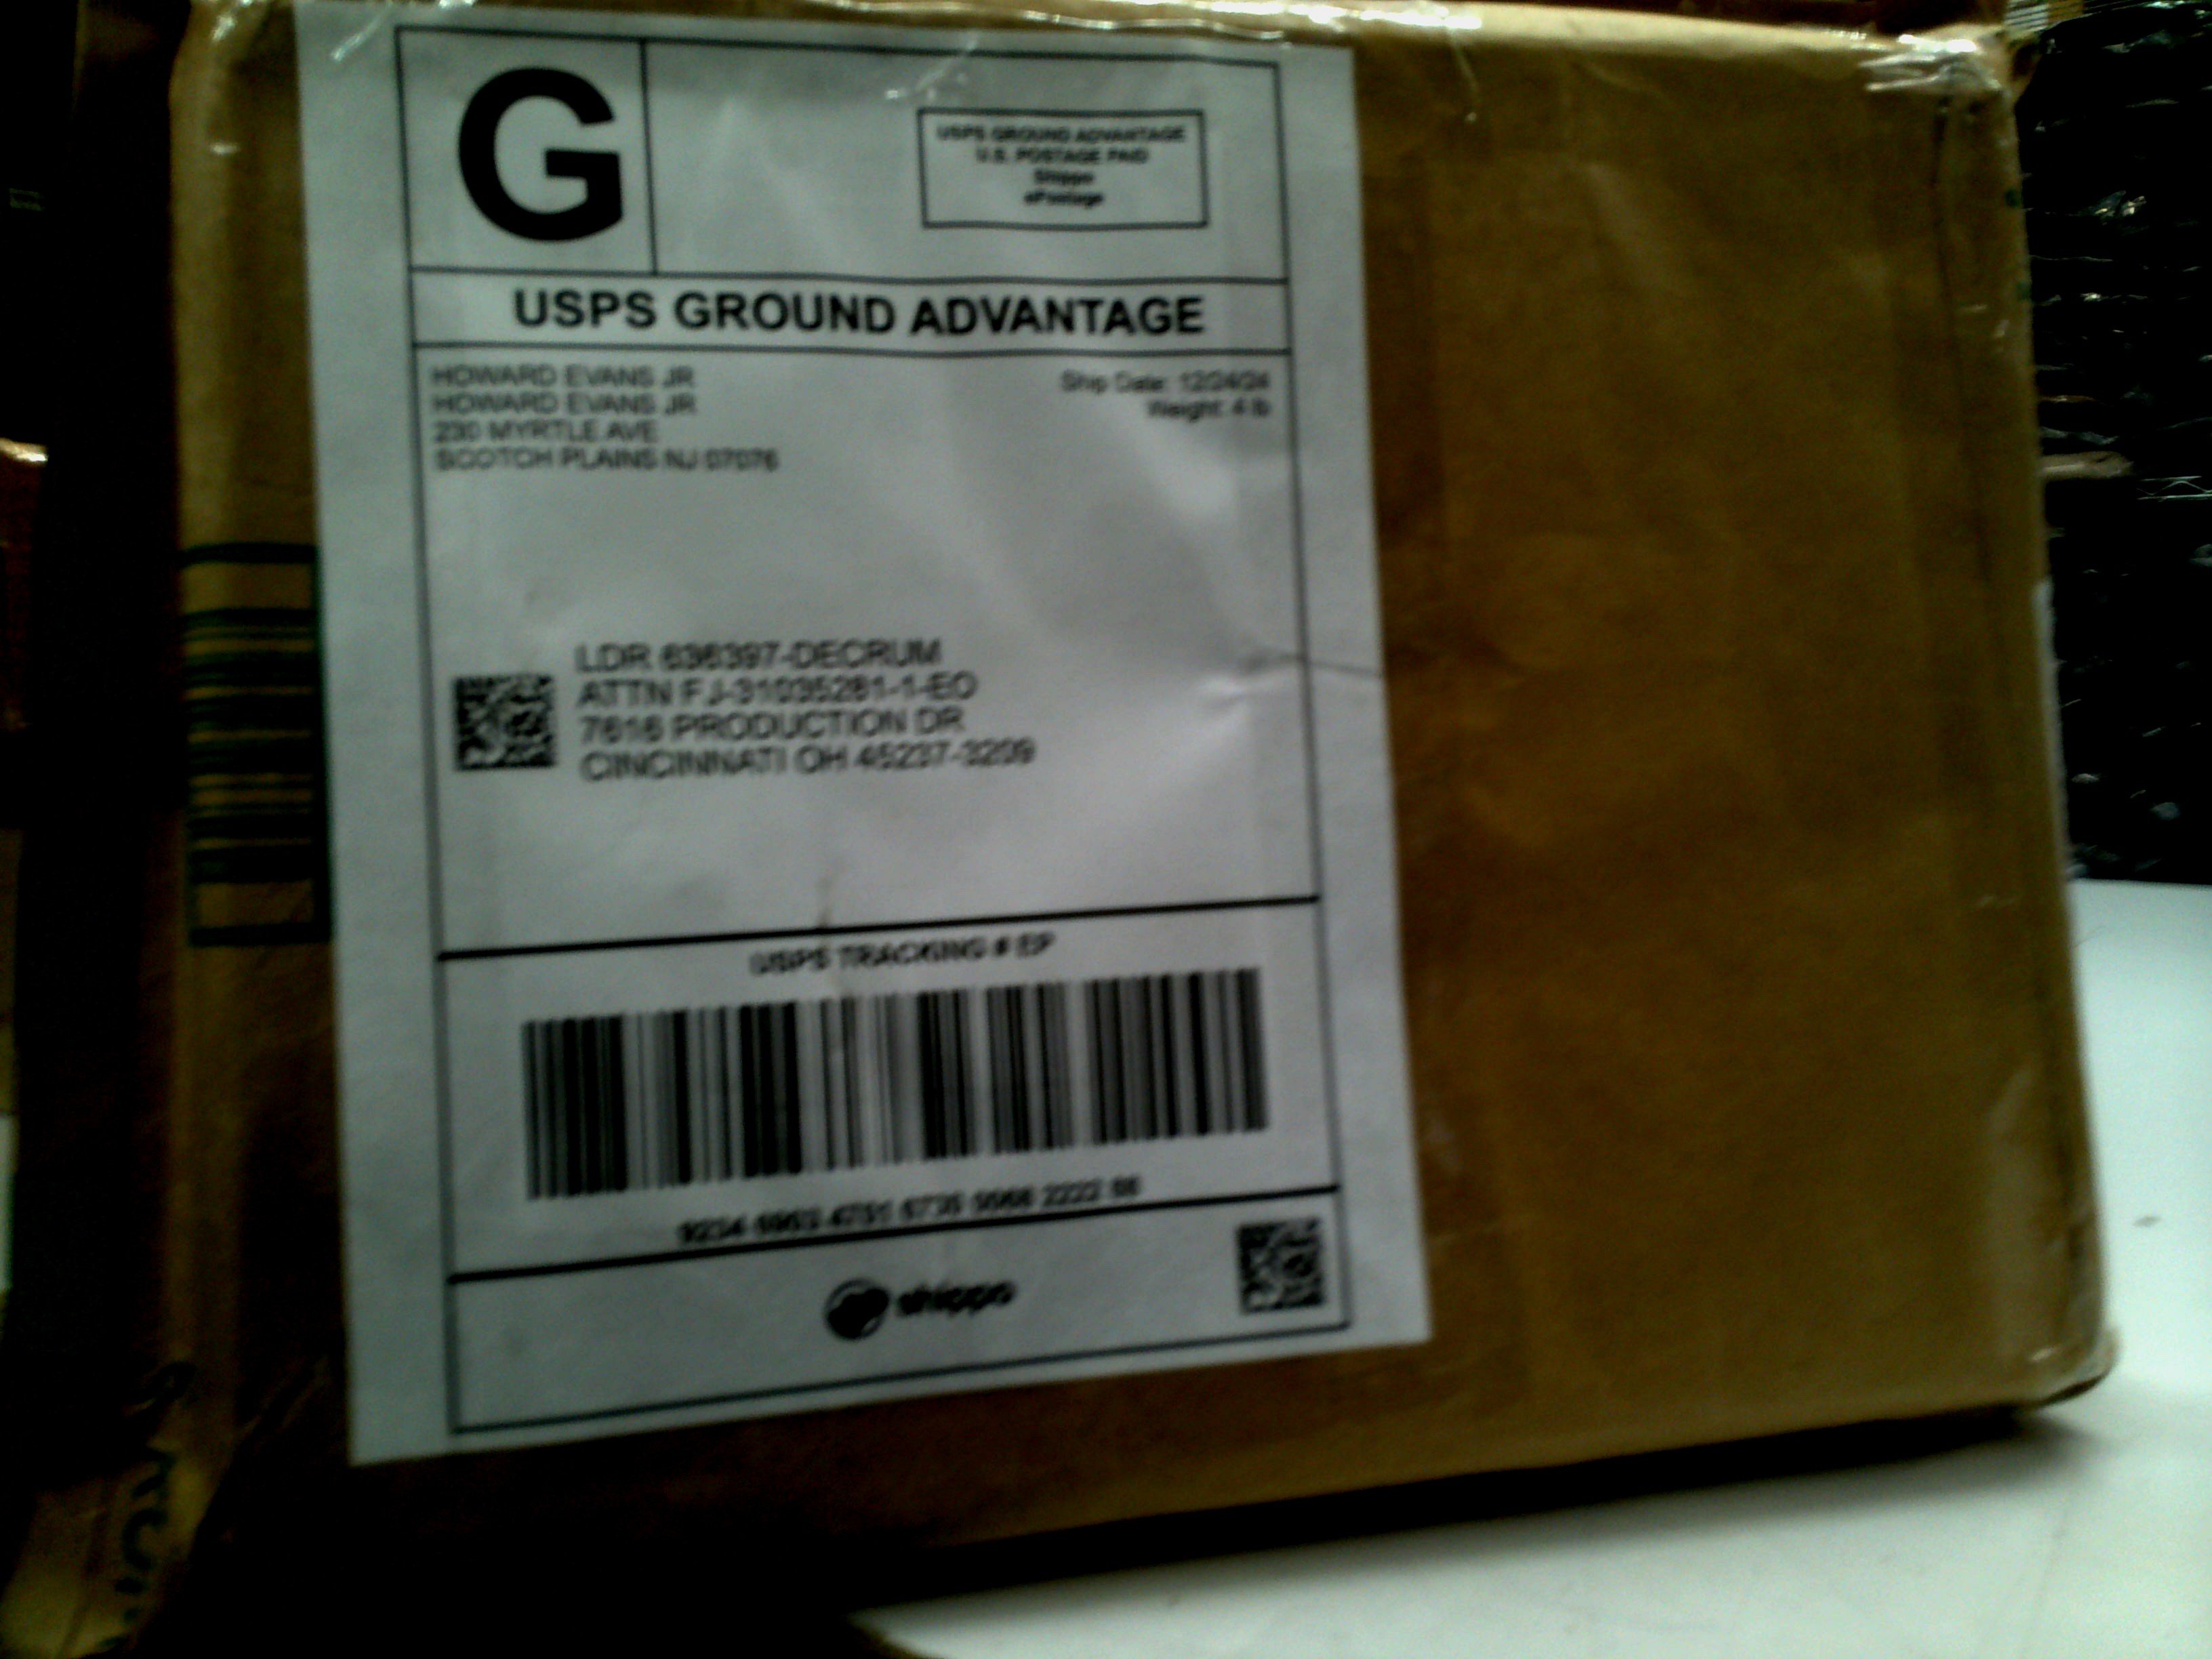 G
USPS GROUND ADVANTAGE
U.S. POSTAGE PAID
Shippo
ePostage
USPS GROUND ADVANTAGE
HOWARD EVANS JR
HOWARD EVANS JR
230 MYRTLE AVE
SCOTCH PLAINS NJ 07076
Ship Date: 12/24/24
Weight: 4 lb
LDR 636397-DECRUM
ATTN FJ-31035281-1-EO
7616 PRODUCTION DR
CINCINNATI OH 45237-3209
USPS TRACKING # EP
9234 2222
shippo